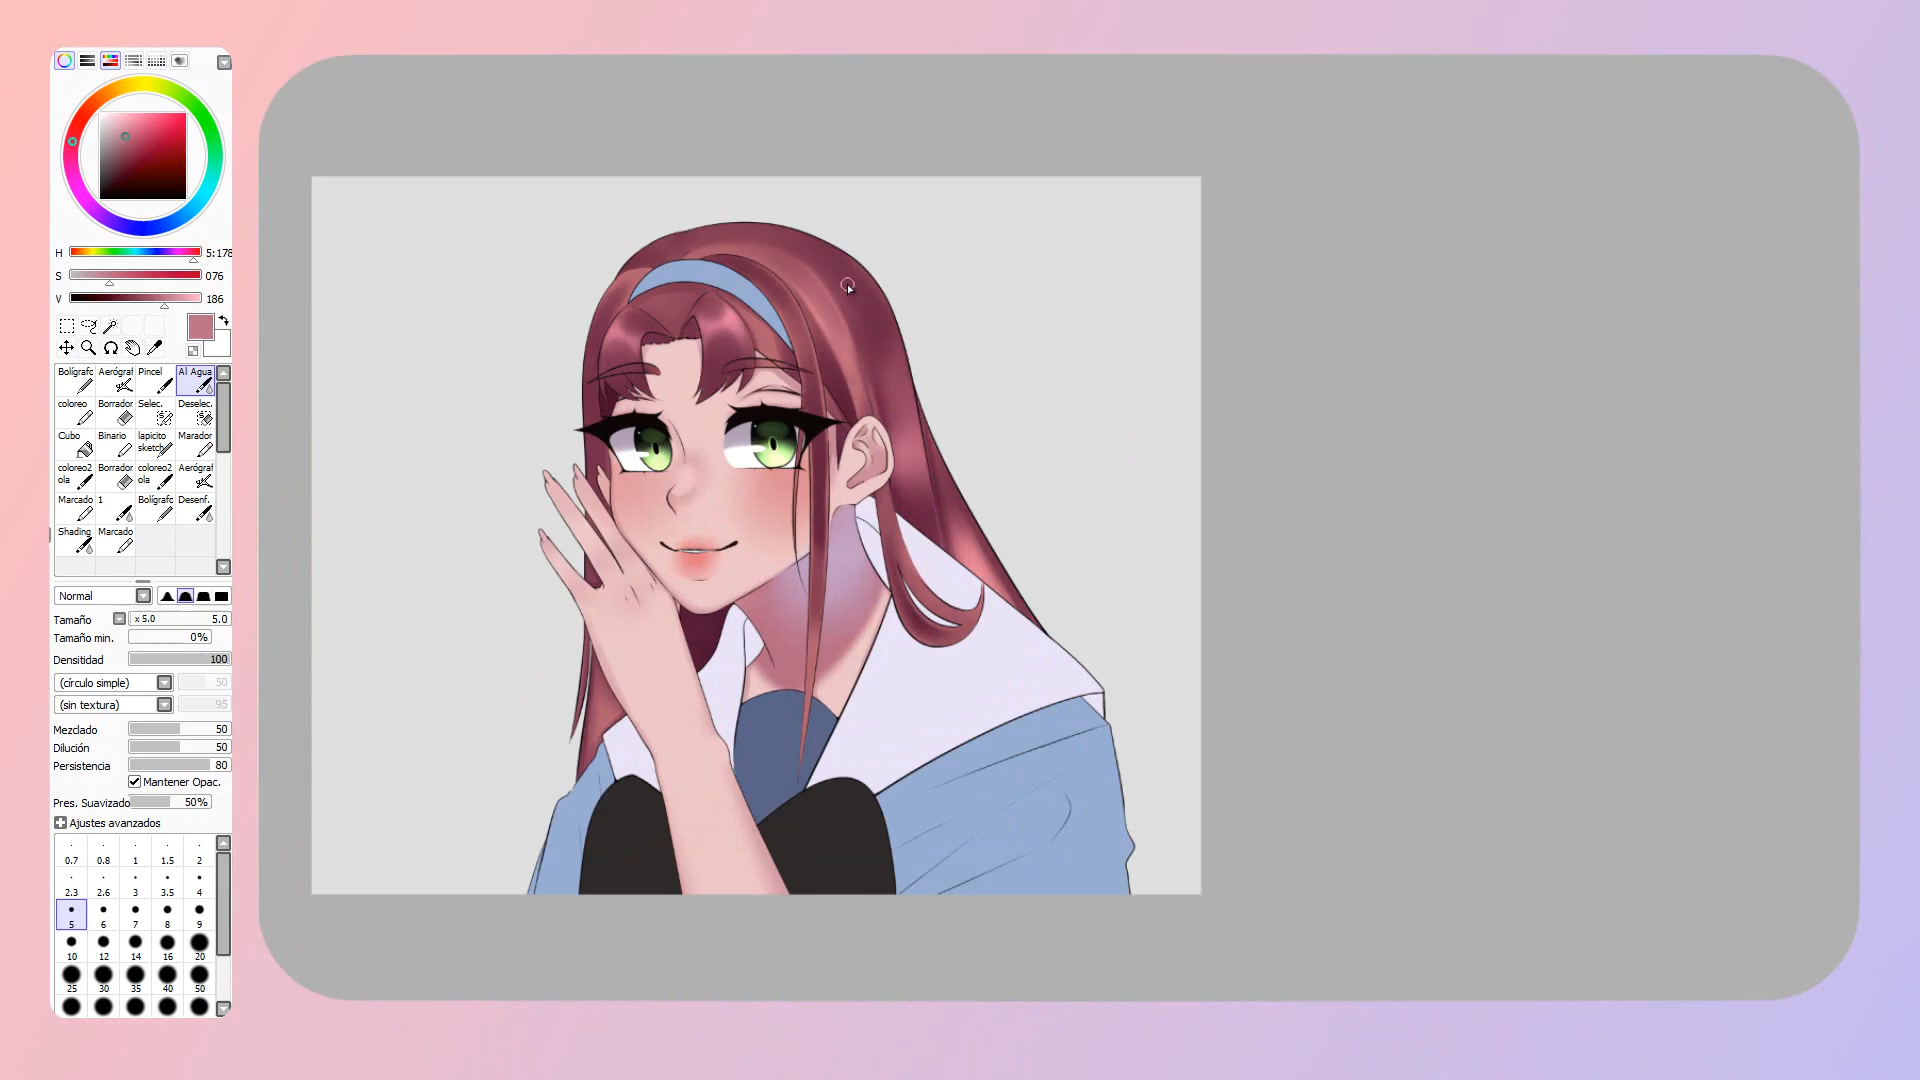 H 5:178
S 076
V 186
Bolígrafo Aerógraf Pincel Al Agua
coloreo Borrador Selec. Deselec.
Cubo Binario lapicito sketch Marador
coloreo2 ola Borrador coloreo2 ola Aerógraf
Marcado 1 Bolígrafo Desenf.
Shading Marcado
Normal
Tamaño x 5.0 5.0
Tamaño min. 0%
Densitidad 100
(círculo simple) 50
(sin textura) 95
Mezclado 50
Dilución 50
Persistencia 80
Mantener Opac.
Pres. Suavizado 50%
Ajustes avanzados
0.7 0.8 1 1.5 2
2.3 2.6 3 3.5 4
5 6 7 8 9
10 12 14 16 20
25 30 35 40 50